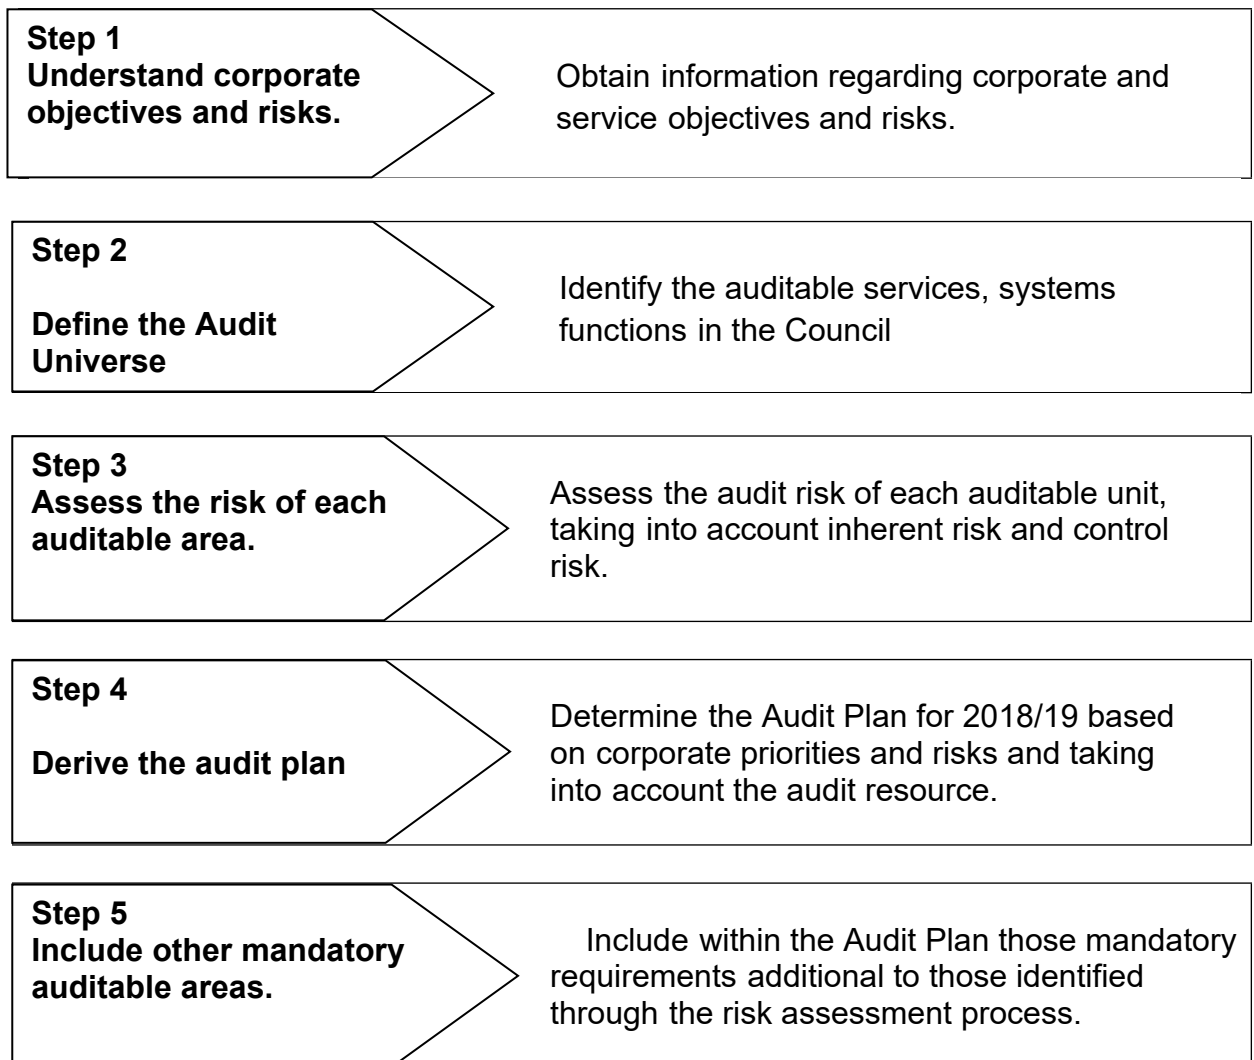 Step 1
Understand corporate
objectives and risks.
Obtain information regarding corporate and
service objectives and risks.
Step 2
Define the Audit
Universe
Identify the auditable services, systems
functions in the Council
Step 3
Assess the risk of each
auditable area.
Assess the audit risk of each auditable unit,
taking into account inherent risk and control
risk.
Step 4
Derive the audit plan
Determine the Audit Plan for 2018/19 based
on corporate priorities and risks and taking
into account the audit resource.
Step 5
Include other mandatory
auditable areas.
Include within the Audit Plan those mandatory
requirements additional to those identified
through the risk assessment process.